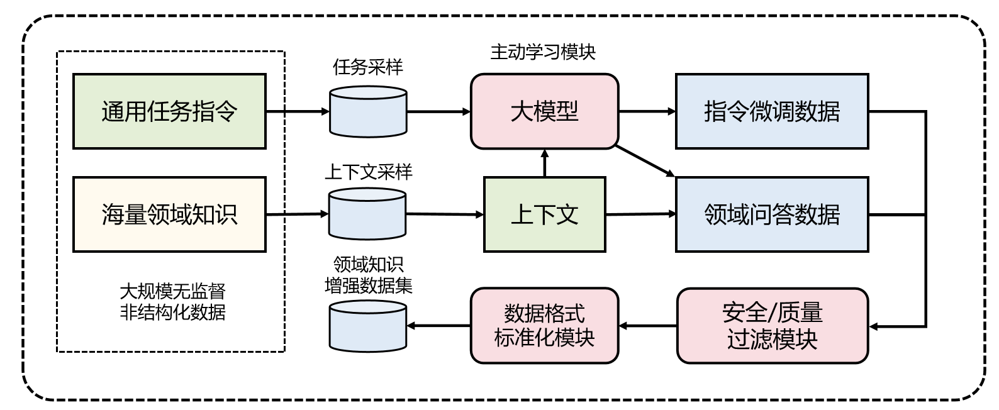 主动学习模块
任务采样
通用任务指令
大模型
指令微调数据
上下文采样
海量领域知识
上下文
领域问答数据
领域知识
增强数据集
大规模无监督
非结构化数据
数据格式
标准化模块
安全/质量
过滤模块